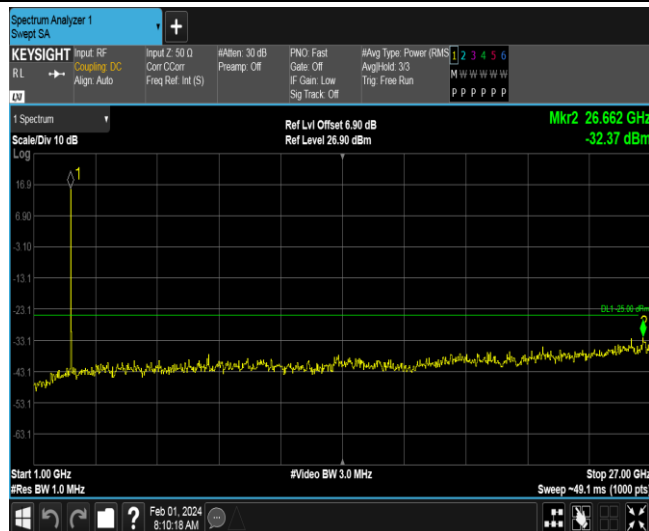 Spectrum Analyzer 1
Swept SA
+
KEYSIGHT
RL
Input: RF
Coupling: DC
Align: Auto
Input Z: 50 Ω
Corr CCorr
Freq Ref: Int (S)
#Atten: 30 dB
Preamp: Off
PNO: Fast
Gate: Off
IF Gain: Low
Sig Track: Off
#Avg Type: Power (RMS
Avg|Hold: 3/3
Trig: Free Run
1 2 3 4 5 6
M W W W W W
P P P P P P
1 Spectrum
Scale/Div 10 dB
Log
Ref Lvl Offset 6.90 dB
Ref Level 26.90 dBm
Mkr2 26.662 GHz
-32.37 dBm
1
16.9
6.90
-3.10
-13.1
-23.1
DL1 -25.00 dBm
2
-33.1
-43.1
-53.1
-63.1
Start 1.00 GHz
#Video BW 3.0 MHz
Stop 27.00 GHz
#Res BW 1.0 MHz
Sweep ~49.1 ms (1000 pts)
?
Feb 01, 2024
8:10:18 AM